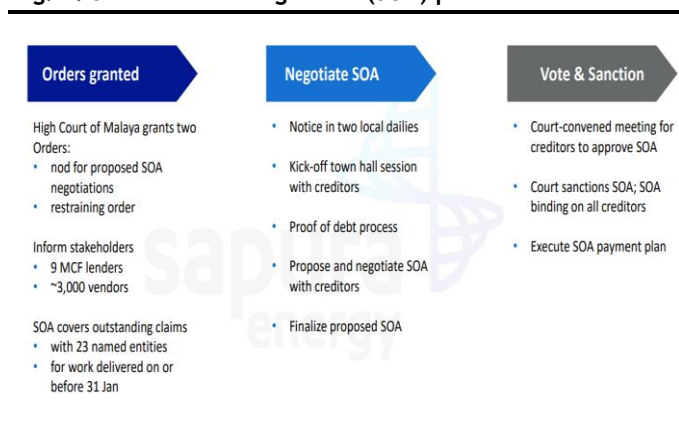 Orders granted
High Court of Malaya grants two
Orders:
• nod for proposed SOA
negotiations
• restraining order
Inform stakeholders
• 9 MCF lenders
• ~3,000 vendors
SOA covers outstanding claims
• with 23 named entities
• for work delivered on or
before 31 Jan
Negotiate SOA
• Notice in two local dailies
• Kick-off town hall session
with creditors
• Proof of debt process
• Propose and negotiate SOA
with creditors
• Finalize proposed SOA
Vote & Sanction
• Court-convened meeting for
creditors to approve SOA
• Court sanctions SOA; SOA
binding on all creditors
• Execute SOA payment plan
sapura
energy